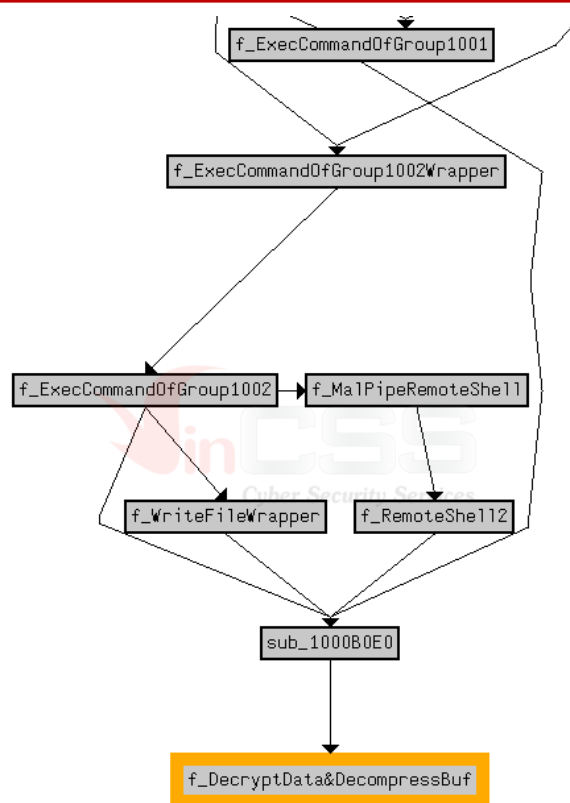 f_ExecCommandOfGroup1001
f_ExecCommandOfGroup1002Wrapper
f_ExecCommandOfGroup1002
f_MalPipeRemoteShell
inCSS
Cyber Security Services
f_WriteFileWrapper
f_RemoteShell2
sub_1000B0E0
f_DecryptData&DecompressBuf